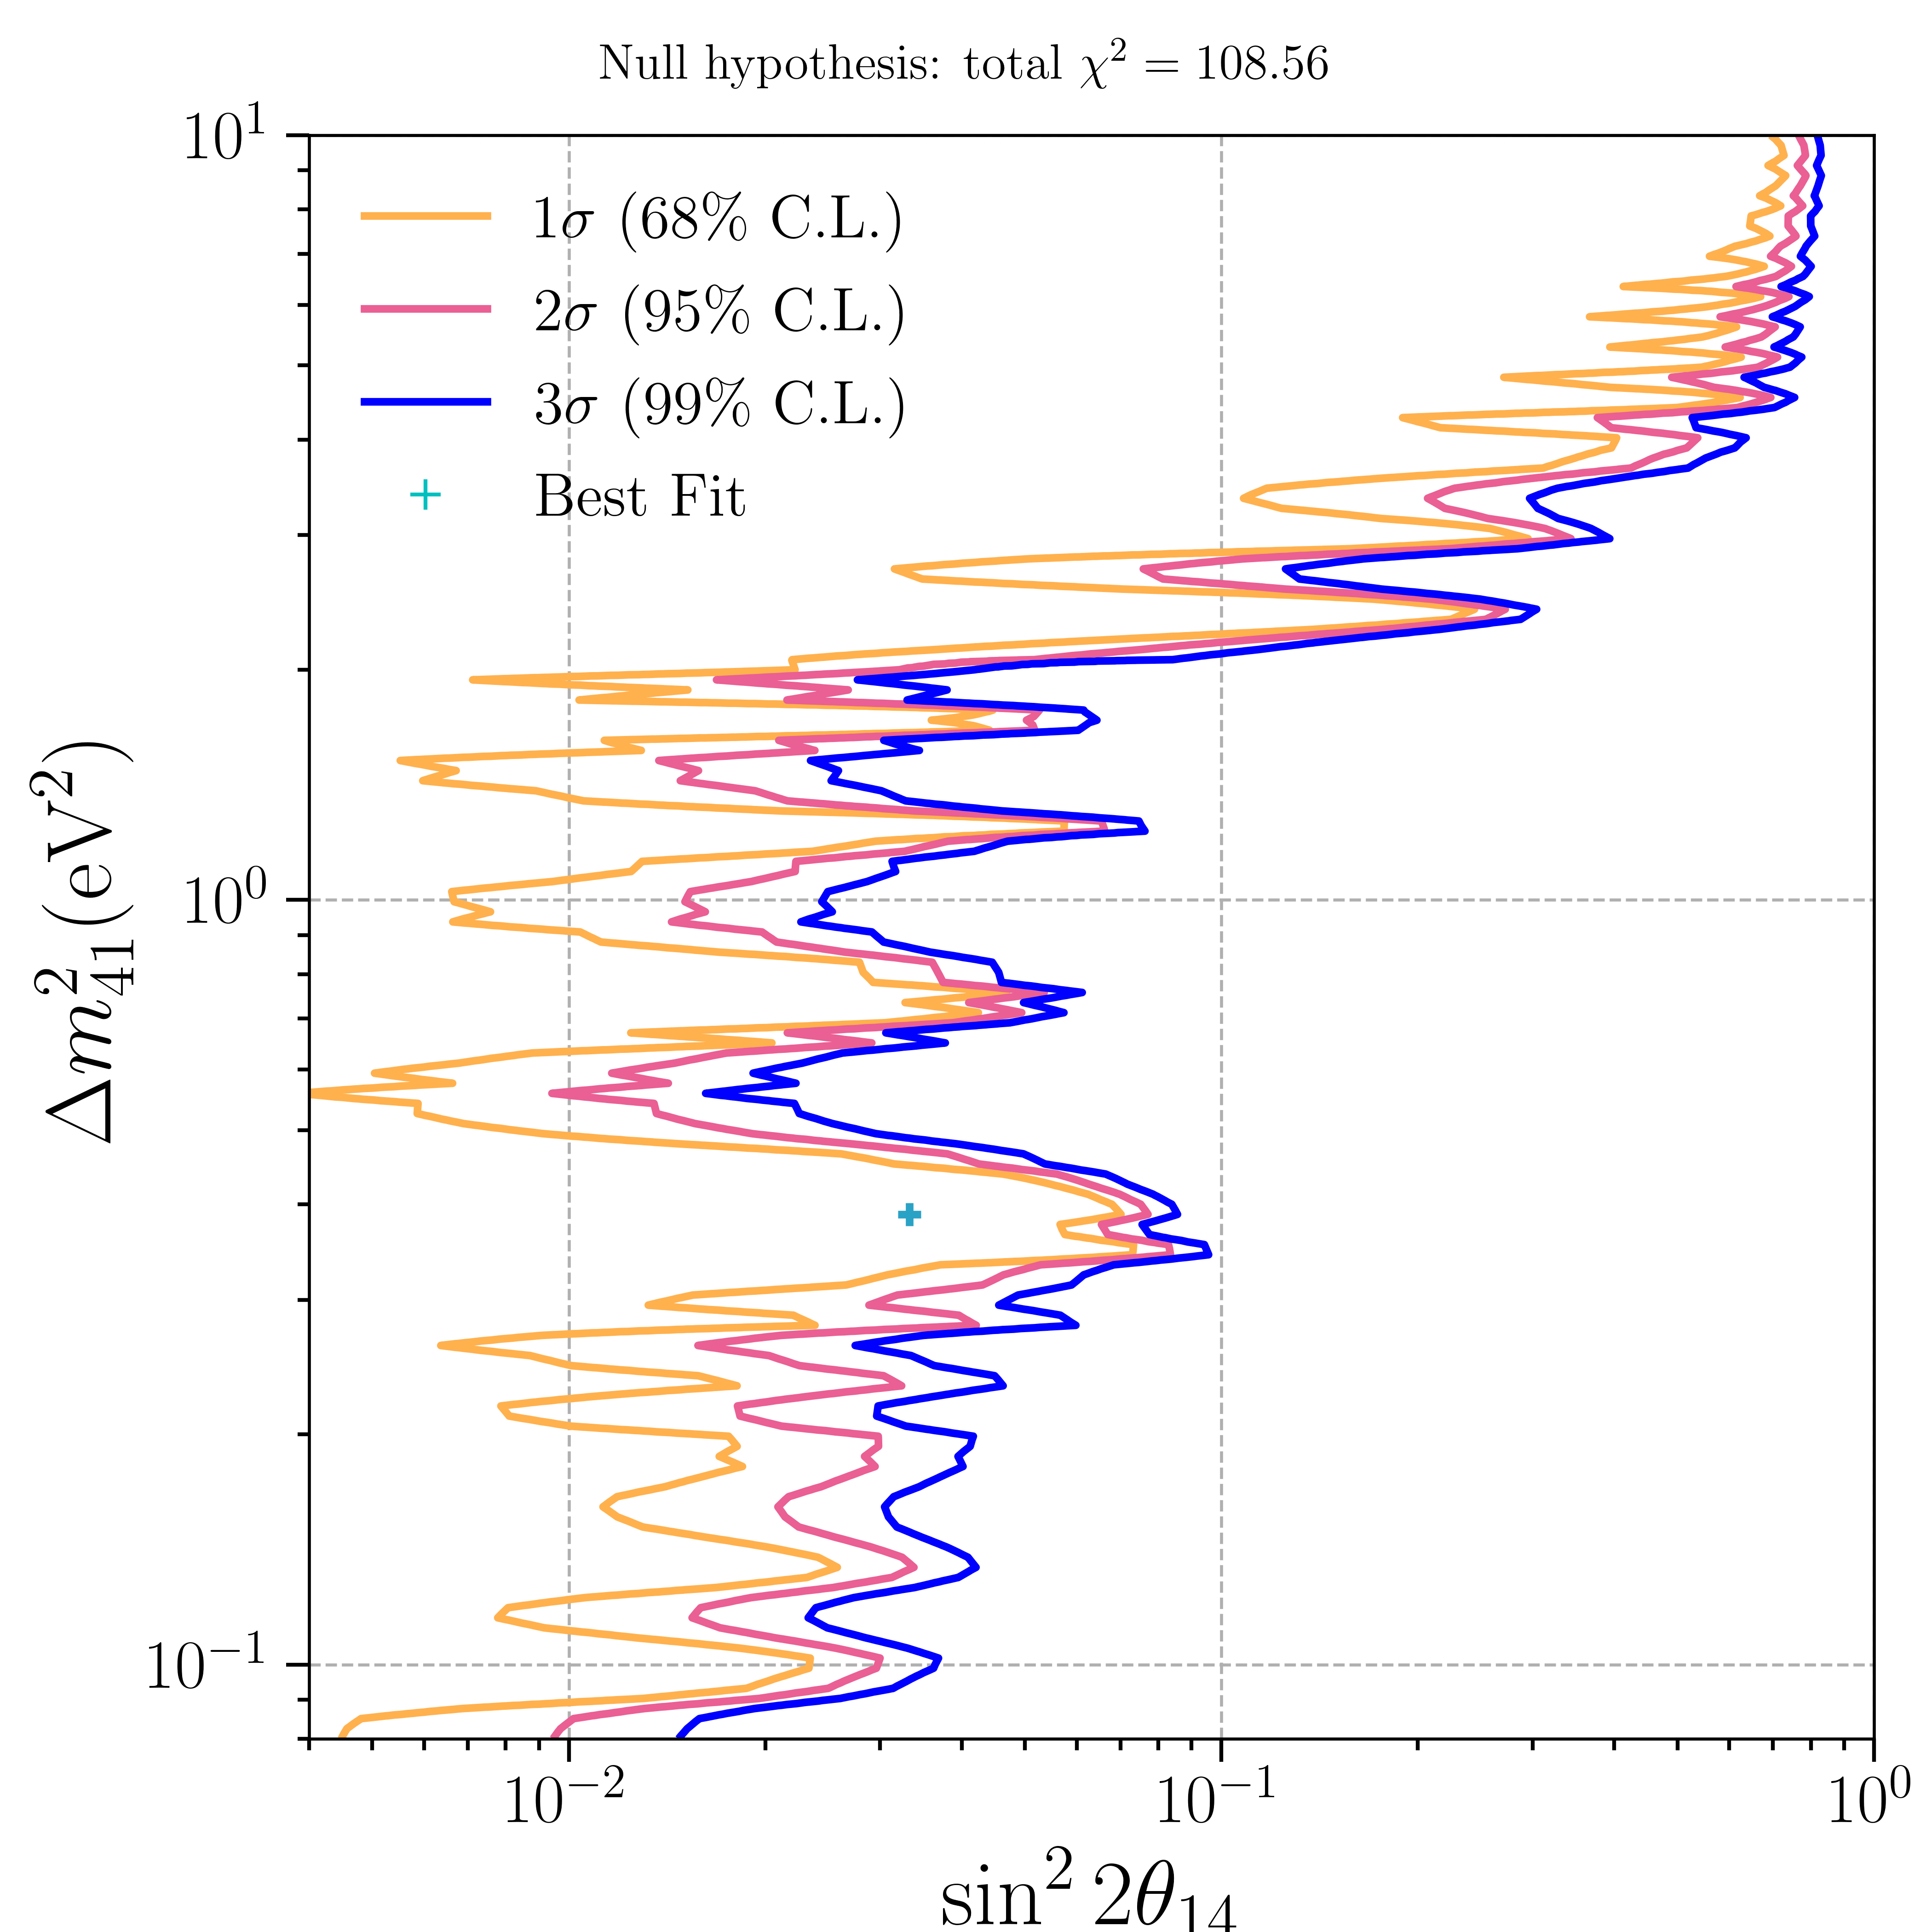 Null hypothesis: total χ² = 108.56
10¹
1σ (68% C.L.)
2σ (95% C.L.)
3σ (99% C.L.)
Best Fit
Δm²₄₁(eV²)
10⁰
10⁻¹
10⁻² 10⁻¹ 10⁰
sin² 2θ₁₄